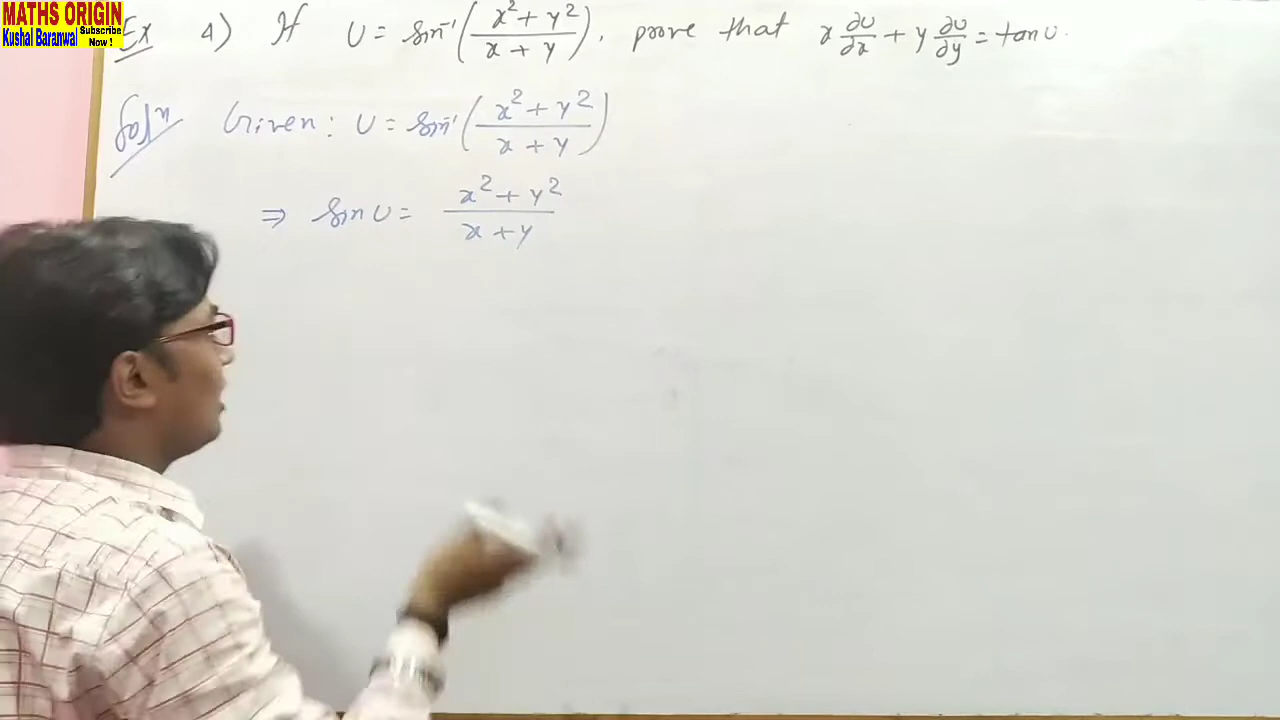 MATHS ORIGIN
Kushal Baranwal Subscribe Now !
Ex 4) If U = sin⁻¹((x² + y²)/(x + y)), prove that x ∂U/∂x + y ∂U/∂y = tan U.
Solⁿ Given: U = sin⁻¹((x² + y²)/(x + y))
⇒ sin U = (x² + y²)/(x + y)